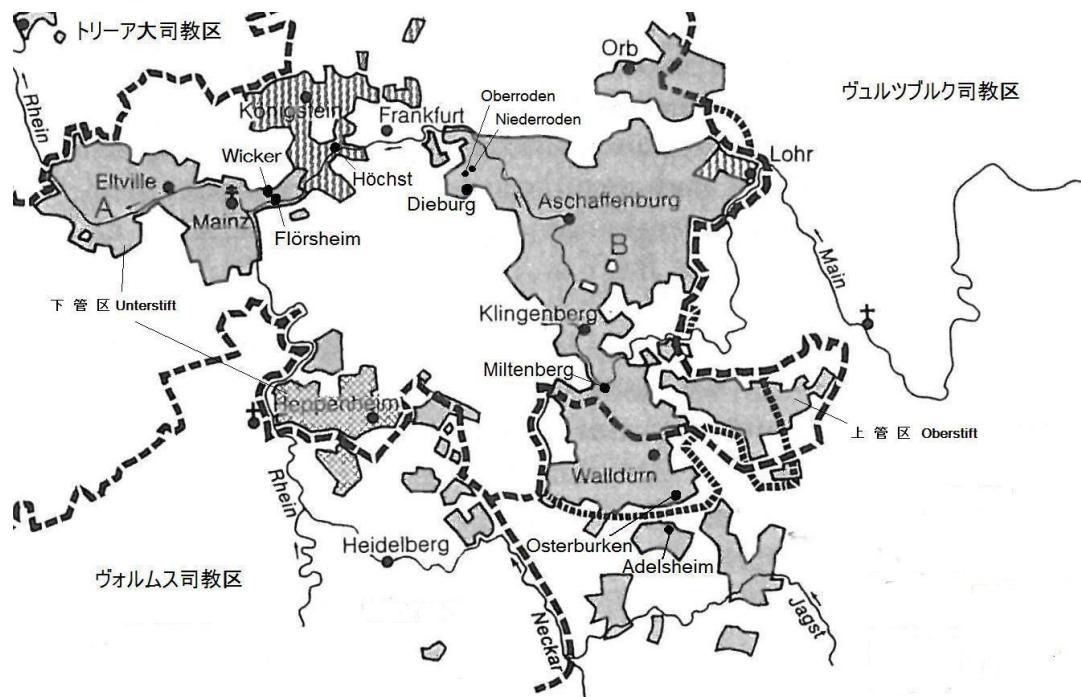 トリーア大司教区
Orb
ヴュルツブルク司教区
Rhein
Königstein
Frankfurt
Oberroden
Niederroden
Wicker
Höchst
Lohr
Eltville
A
Mainz
Flörsheim
Dieburg
Aschaffenburg
B
Main
下 管 区 Unterstift
Klingenberg
Miltenberg
Heppenheim
上 管 区 Oberstift
Walldürn
Rhein
Osterburken
Heidelberg
Adelsheim
ヴォルムス司教区
Neckar
Jagst